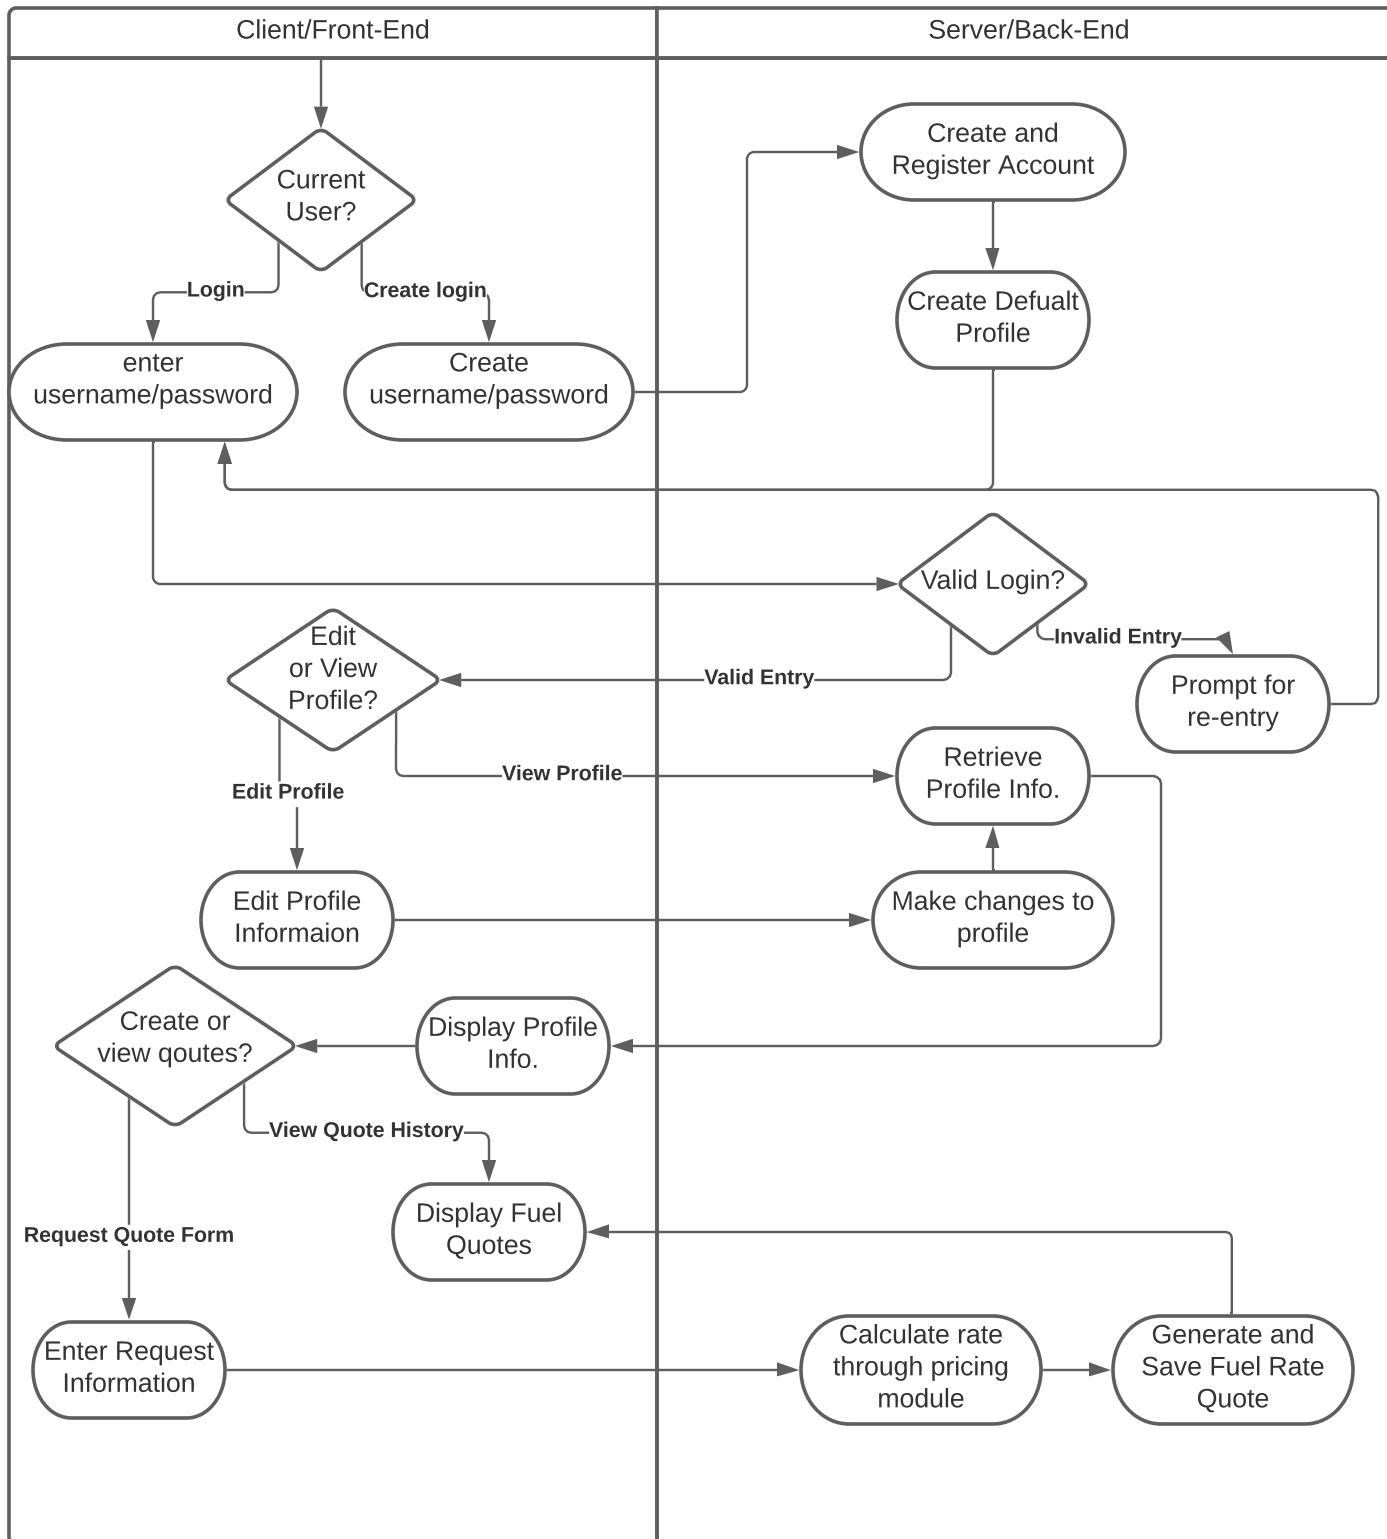 Client/Front-End
Server/Back-End
Current
User?
Create and
Register Account
Login
Create login
Create Defualt
Profile
enter
username/password
Create
username/password
Valid Login?
Invalid Entry
Edit
or View
Profile?
Valid Entry
Prompt for
re-entry
View Profile
Retrieve
Profile Info.
Edit Profile
Edit Profile
Informaion
Make changes to
profile
Create or
view qoutes?
Display Profile
Info.
View Quote History
Display Fuel
Quotes
Request Quote Form
Enter Request
Information
Calculate rate
through pricing
module
Generate and
Save Fuel Rate
Quote